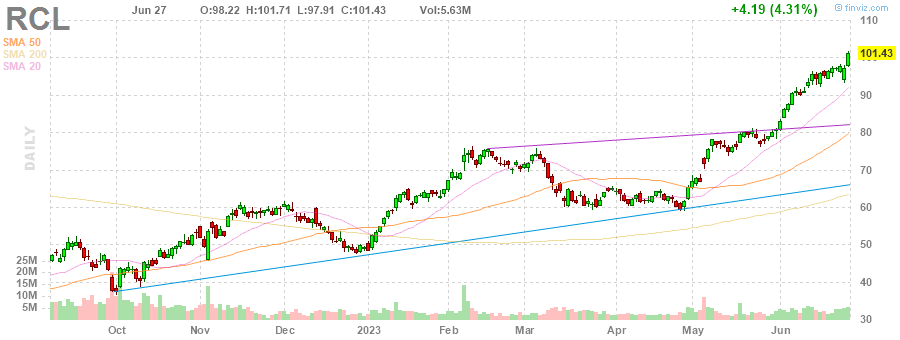 RCL Jun 27 O:98.22 H:101.71 L:97.91 C:101.43 Vol:5.63M +4.19 (4.31%) finviz.com
SMA 50
SMA 200
SMA 20
DAILY
110
101.43
100
90
80
70
60
50
40
30
25M
20M
15M
10M
5M
Oct Nov Dec 2023 Feb Mar Apr May Jun